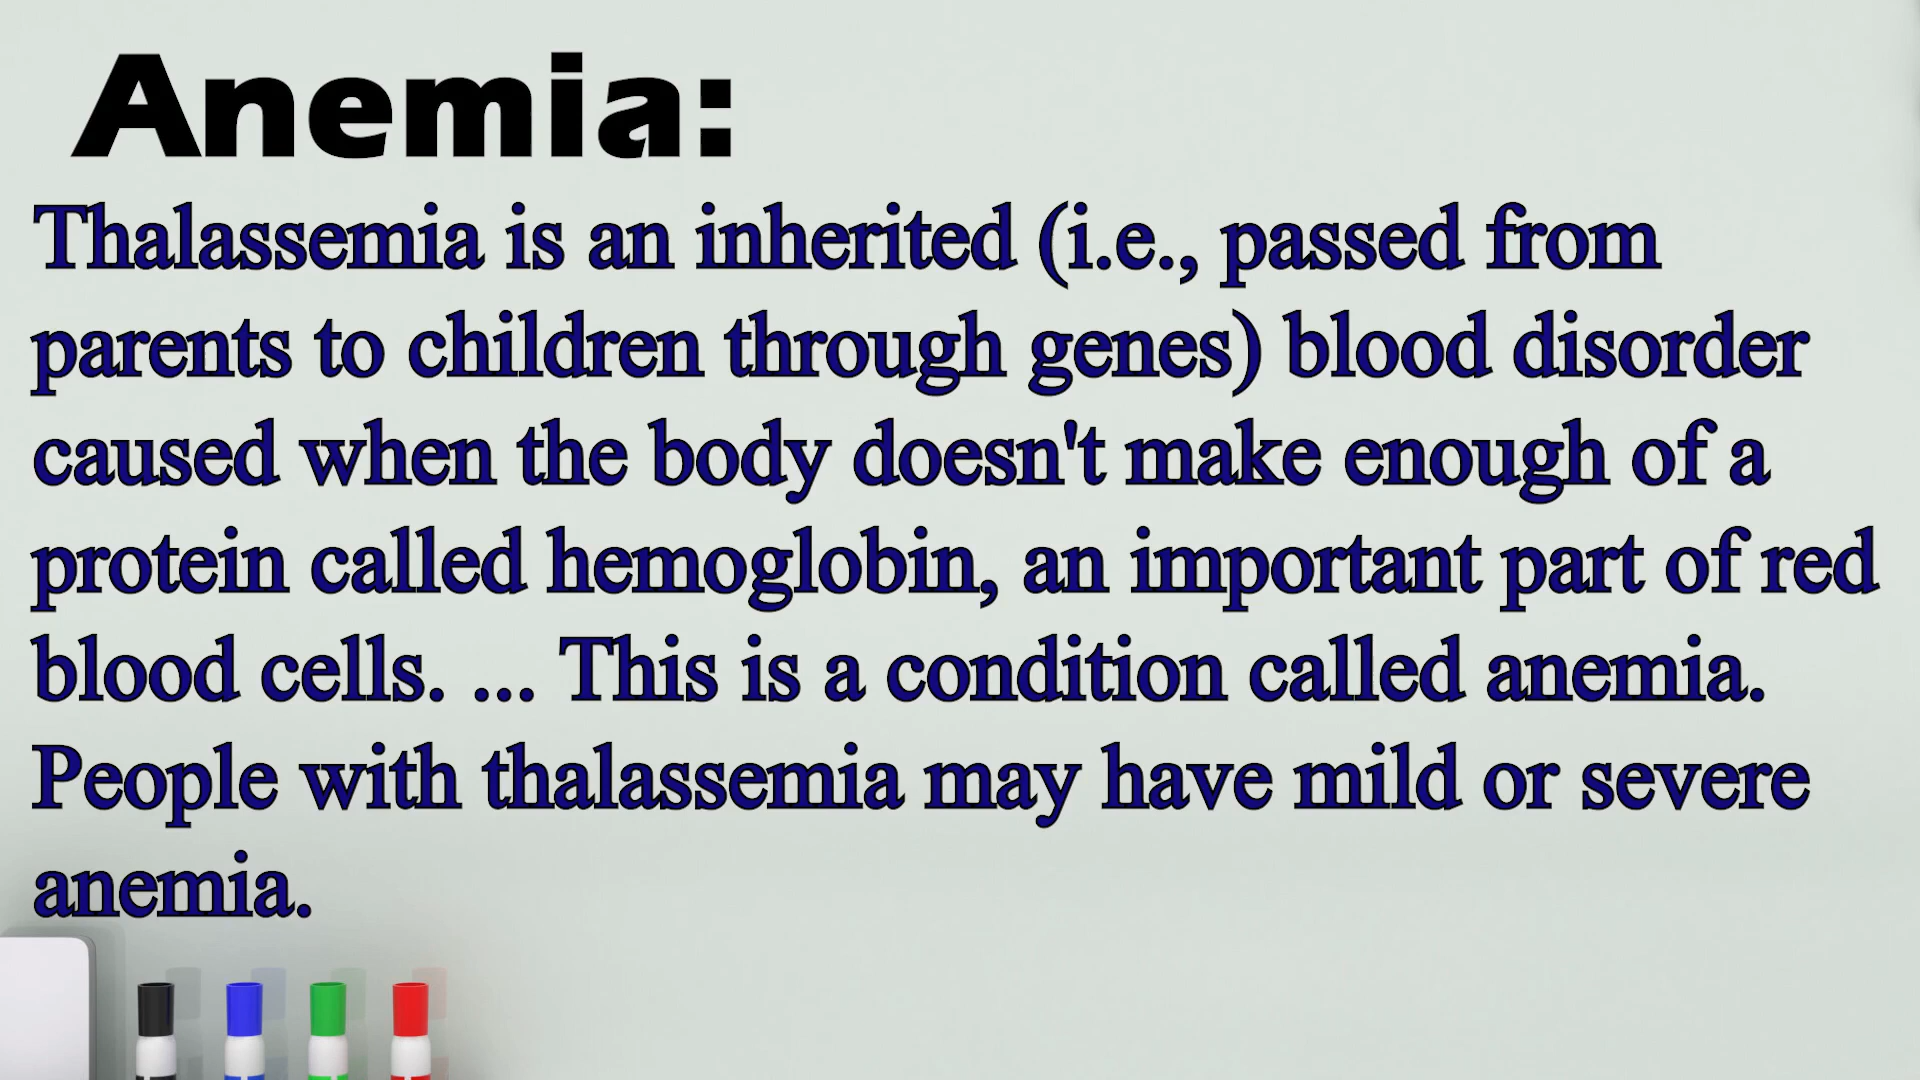 Anemia:
Thalassemia is an inherited (i.e., passed from
parents to children through genes) blood disorder
caused when the body doesn't make enough of a
protein called hemoglobin, an important part of red
blood cells. ... This is a condition called anemia.
People with thalassemia may have mild or severe
anemia.